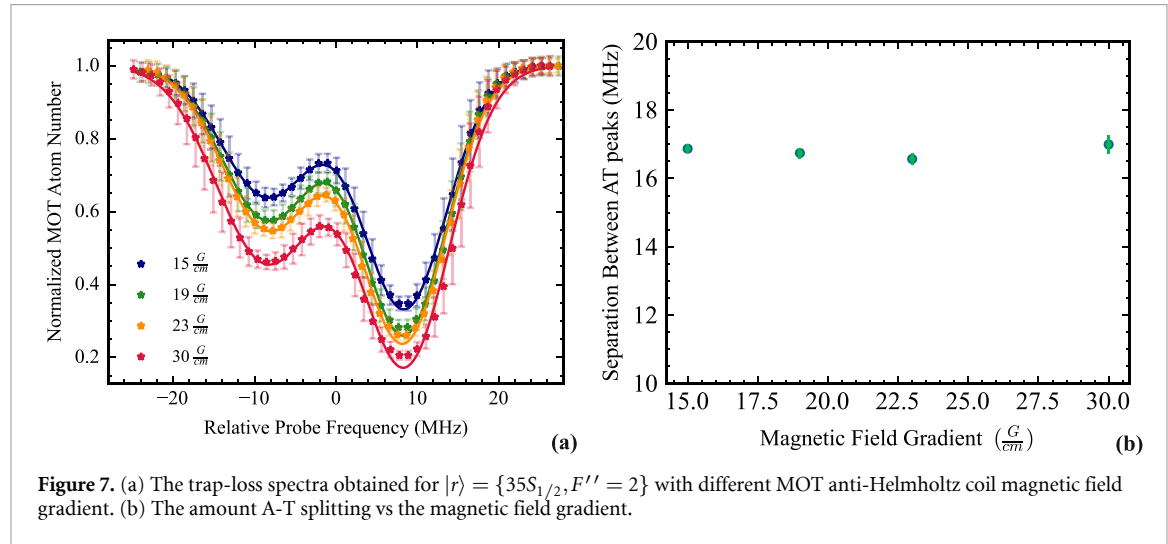 Normalized MOT Atom Number
1.0
0.8
0.6
0.4
0.2
15 G/cm
19 G/cm
23 G/cm
30 G/cm
−20 −10 0 10 20
Relative Probe Frequency (MHz)
(a)
Separation Between AT peaks (MHz)
20
18
16
14
12
10
15.0 17.5 20.0 22.5 25.0 27.5 30.0
Magnetic Field Gradient (G/cm)
(b)
Figure 7. (a) The trap-loss spectra obtained for |r⟩ = {35S1/2, F′′ = 2} with different MOT anti-Helmholtz coil magnetic field
gradient. (b) The amount A-T splitting vs the magnetic field gradient.